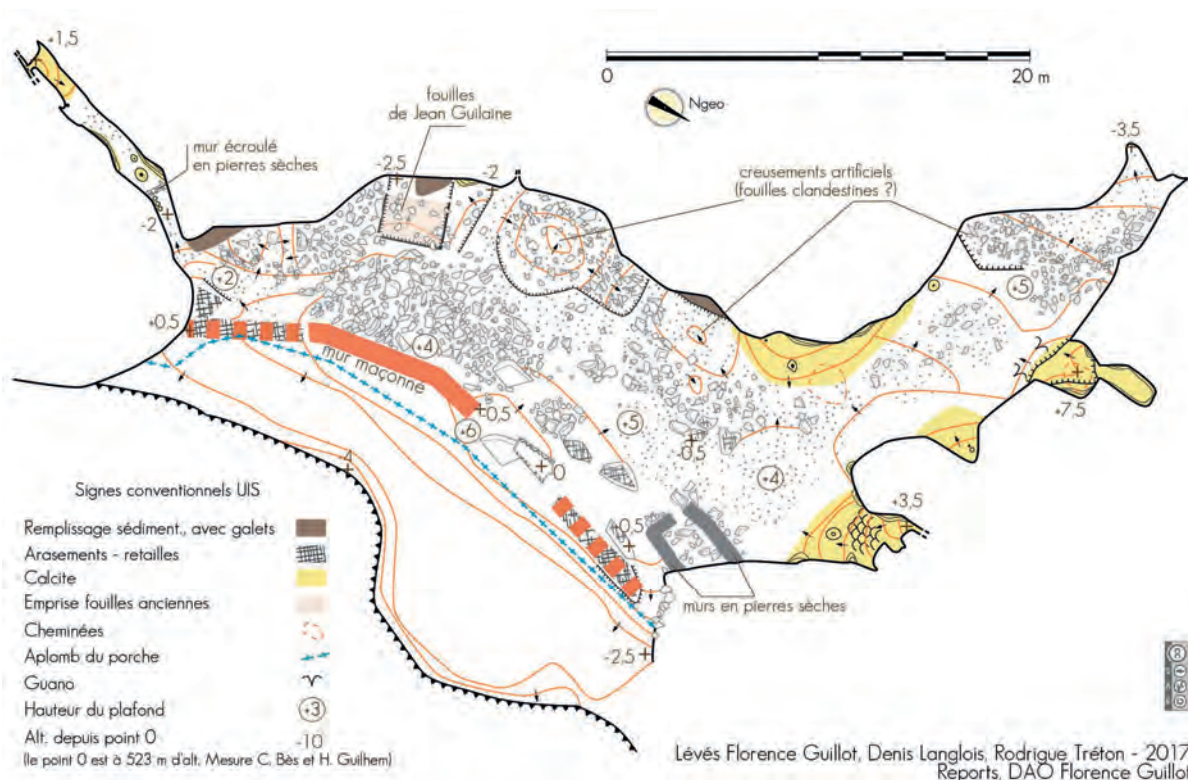 +1,5
0
20 m
Ngeo
fouilles
de Jean Guilaine
mur écroulé
en pierres sèches
-2,5
-2
-3,5
creusements artificiels
(fouilles clandestines ?)
-2
+2
+5
+0,5
+4
mur maçonné
+0,5
+6
+5
-0,5
0
+4
+7,5
-4
+3,5
+0,5
murs en pierres sèches
-2,5
Signes conventionnels UIS
Remplissage sédiment., avec galets
Arasements - retailles
Calcite
Emprise fouilles anciennes
Cheminées
Aplomb du porche
Guano
Hauteur du plafond
+3
Alt. depuis point 0
-10
(le point 0 est à 523 m d'alt, Mesure C. Bès et H. Guilhem)
Lévés Florence Guillot, Denis Langlois, Rodrigue Tréton - 2017
Reports, DAO Florence Guillot